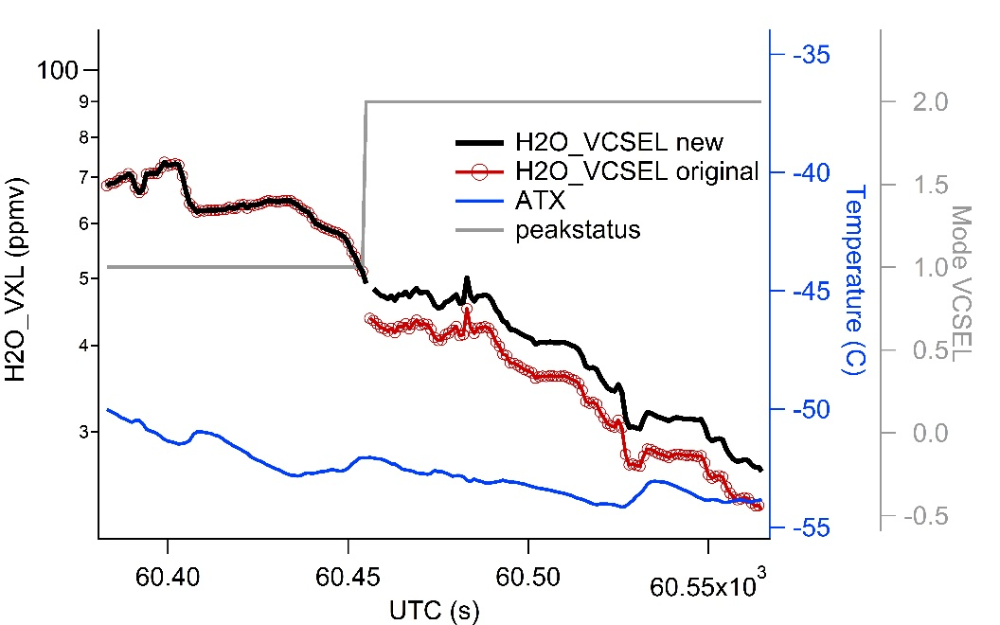 100
9
8
7
6
5
4
3
H2O_VXL (ppmv)
H2O_VCSEL new
H2O_VCSEL original
ATX
peakstatus
-35
-40
-45
-50
-55
Temperature (C)
2.0
1.5
1.0
0.5
0.0
-0.5
Mode VCSEL
60.40
60.45
60.50
60.55x10³
UTC (s)